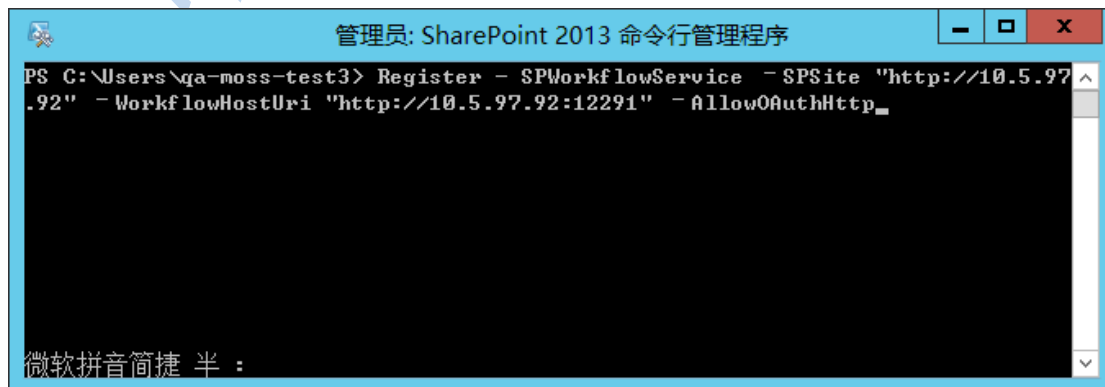 管理员: SharePoint 2013 命令行管理程序
PS C:\Users\qa-moss-test3> Register - SPWorkflowService ¯SPSite "http://10.5.97
.92" ¯WorkflowHostUri "http://10.5.97.92:12291" ¯AllowOAuthHttp_
微软拼音简捷 半 :